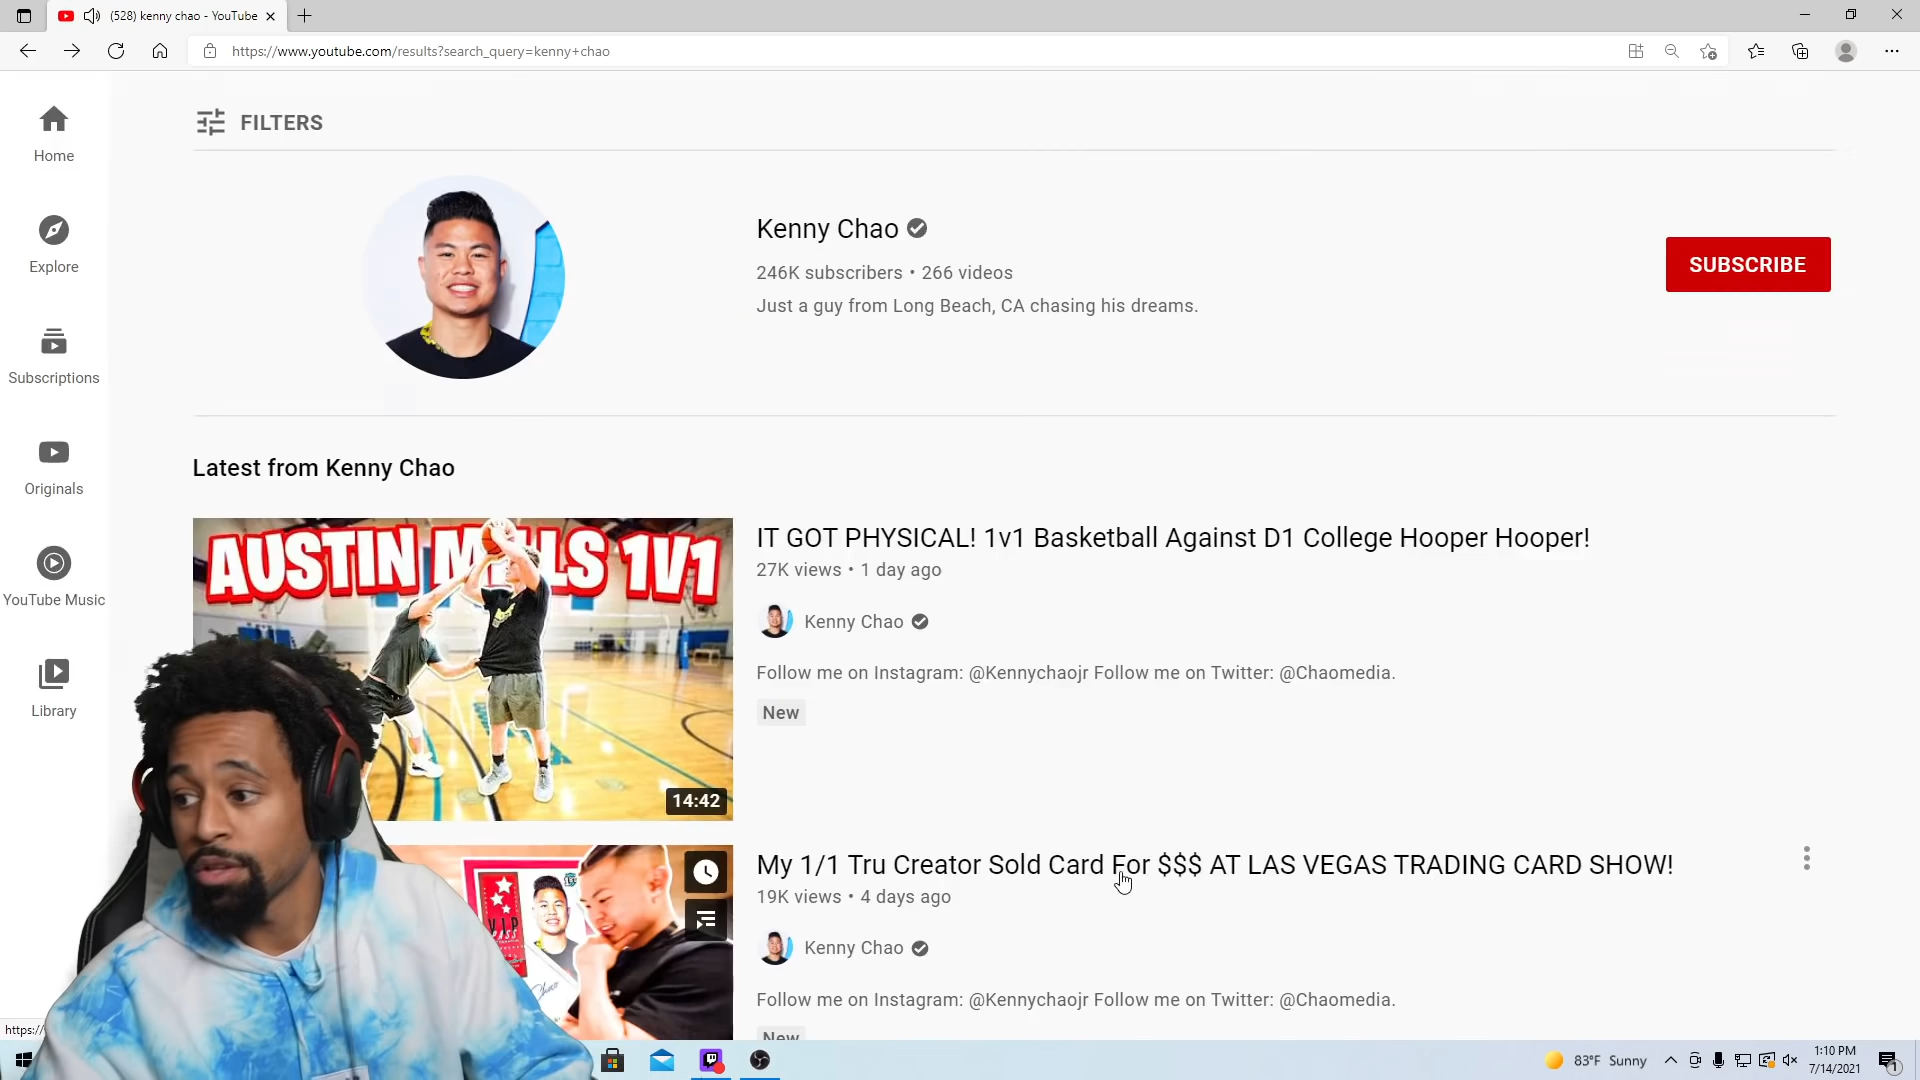 (528) kenny chao - YouTube
https://www.youtube.com/results?search_query=kenny+chao
FILTERS
Home
Explore
Subscriptions
Originals
YouTube Music
Library
Kenny Chao
246K subscribers • 266 videos
Just a guy from Long Beach, CA chasing his dreams.
SUBSCRIBE
Latest from Kenny Chao
AUSTIN MILLS 1V1
14:42
IT GOT PHYSICAL! 1v1 Basketball Against D1 College Hooper Hooper!
27K views • 1 day ago
Kenny Chao
Follow me on Instagram: @Kennychaojr Follow me on Twitter: @Chaomedia.
New
V.I.P
PASS
My 1/1 Tru Creator Sold Card For $$$ AT LAS VEGAS TRADING CARD SHOW!
19K views • 4 days ago
Kenny Chao
Follow me on Instagram: @Kennychaojr Follow me on Twitter: @Chaomedia.
New
https:/
83°F Sunny
1:10 PM
7/14/2021
1